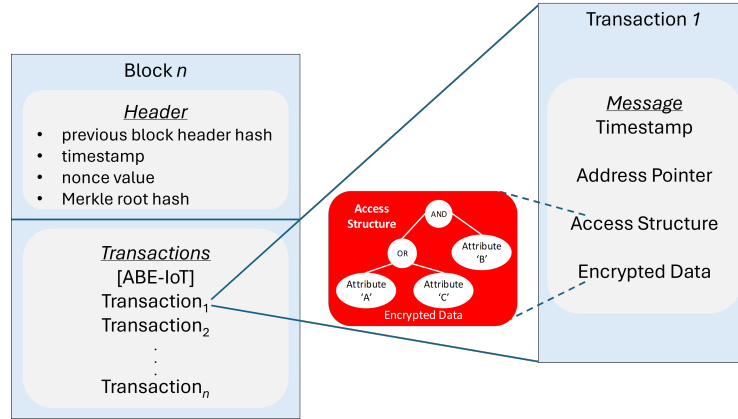 Block n
Header
• previous block header hash
• timestamp
• nonce value
• Merkle root hash
Transactions
[ABE-IoT]
Transaction₁
Transaction₂
.
.
.
Transactionₙ
Access
Structure
AND
OR
Attribute
'B'
Attribute
'A'
Attribute
'C'
Encrypted Data
Transaction 1
Message
Timestamp
Address Pointer
Access Structure
Encrypted Data